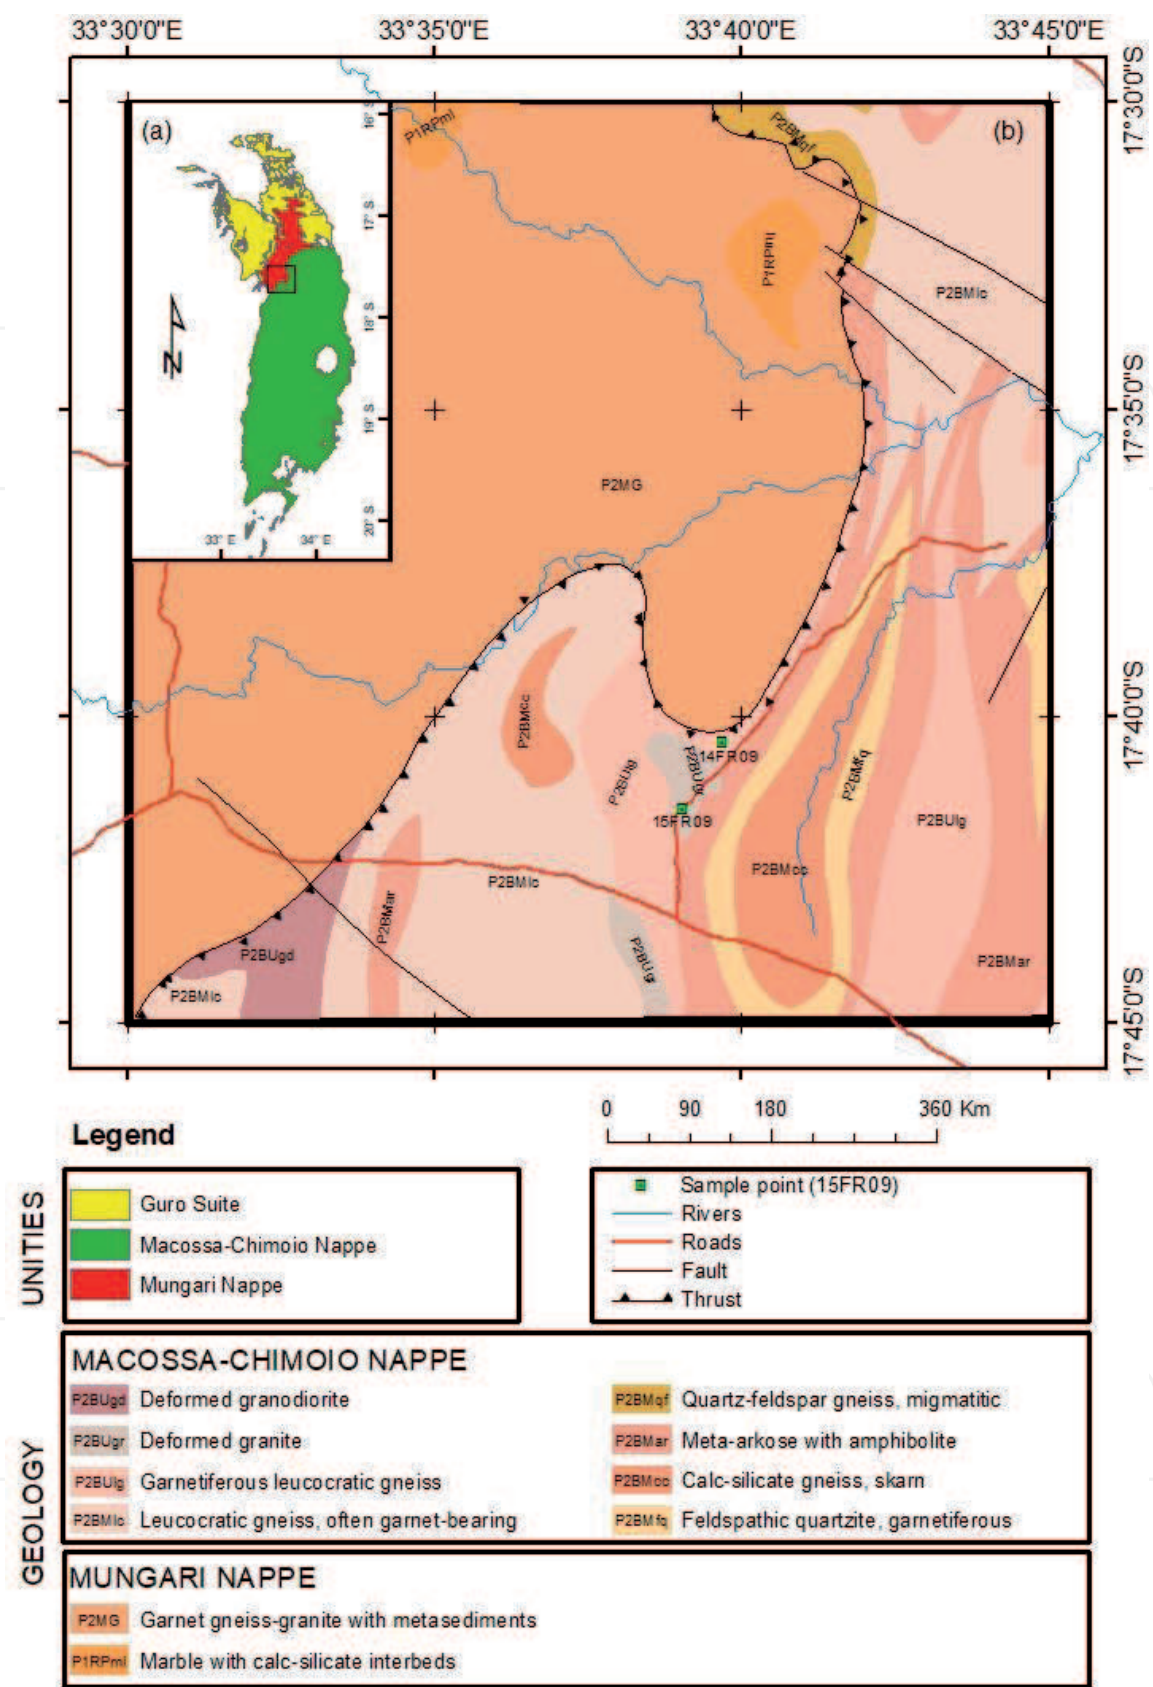 33°30'0"E 33°35'0"E 33°40'0"E 33°45'0"E
17°30'0"S
17°35'0"S
17°40'0"S
17°45'0"S
(a)
16° S
17° S
18° S
19° S
20° S
33° E 34° E
N
(b)
P1RPml
P2BMqf
P1RPml
P2BMlc
P2MG
P2BMcc
P2BUlg
P2BUgr
14FR09
15FR09
P2BMfq
P2BUlg
P2BMcc
P2BMlc
P2BMar
P2BUgd
P2BMlc
P2BUgr
P2BMar
Legend
0 90 180 360 Km
UNITIES
Guro Suite
Macossa-Chimoio Nappe
Mungari Nappe
Sample point (15FR09)
Rivers
Roads
Fault
Thrust
GEOLOGY
MACOSSA-CHIMOIO NAPPE
P2BUgd Deformed granodiorite
P2BUgr Deformed granite
P2BUlg Garnetiferous leucocratic gneiss
P2BMlc Leucocratic gneiss, often garnet-bearing
P2BMqf Quartz-feldspar gneiss, migmatitic
P2BMar Meta-arkose with amphibolite
P2BMcc Calc-silicate gneiss, skarn
P2BMfq Feldspathic quartzite, garnetiferous
MUNGARI NAPPE
P2MG Garnet gneiss-granite with metasediments
P1RPml Marble with calc-silicate interbeds